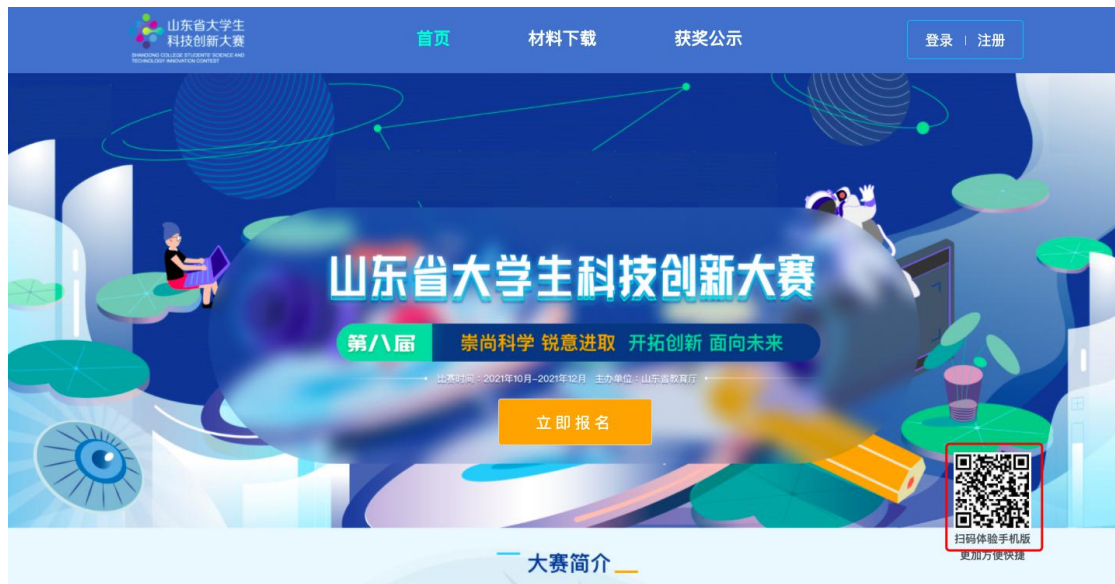 山东省大学生
科技创新大赛
SHANDONG COLLEGE STUDENTS' SCIENCE AND
TECHNOLOGY INNOVATION CONTEST
首页 材料下载 获奖公示 登录 | 注册
山东省大学生科技创新大赛
第八届 崇尚科学 锐意进取 开拓创新 面向未来
比赛时间：2021年10月-2021年12月 主办单位：山东省教育厅
立即报名
扫码体验手机版
更加方便快捷
大赛简介